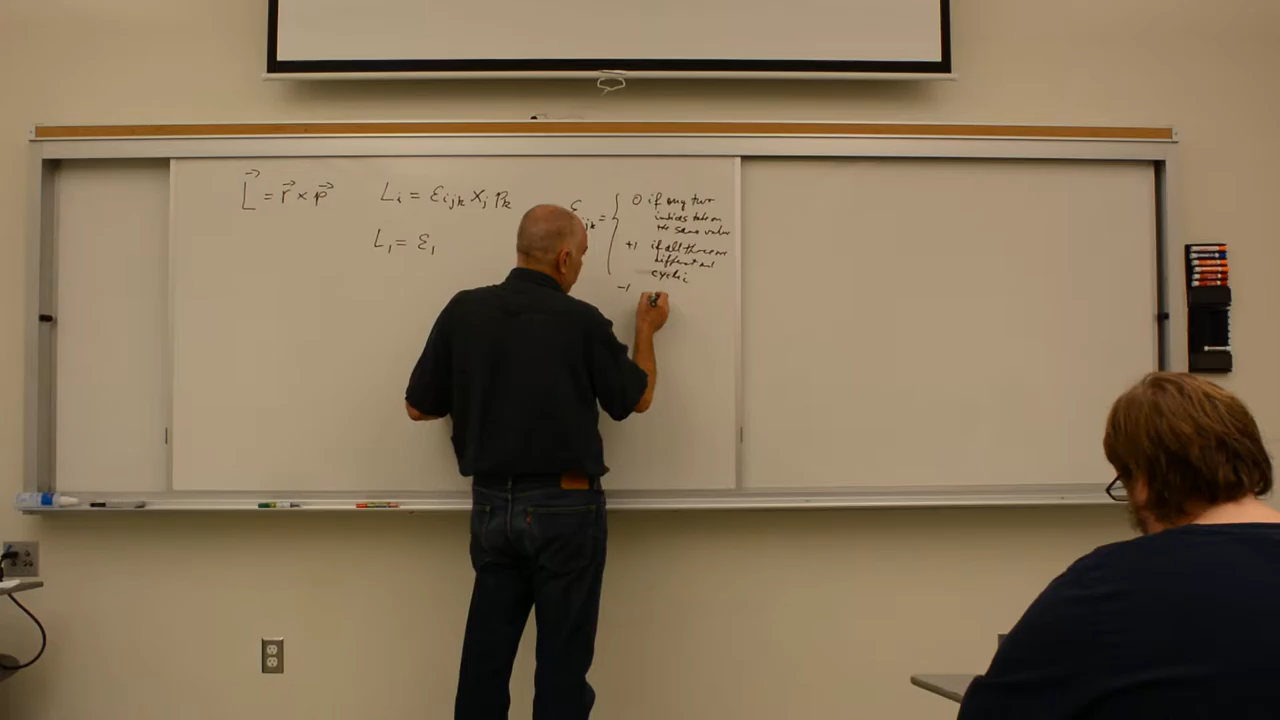 L⃗ = r⃗ × p⃗
Lᵢ = εᵢⱼₖ Xⱼ pₖ
L₁ = ε₁
εᵢⱼₖ = { 0 if any two
indices take on
the same value
+1 if all three are
different and
cyclic
-1